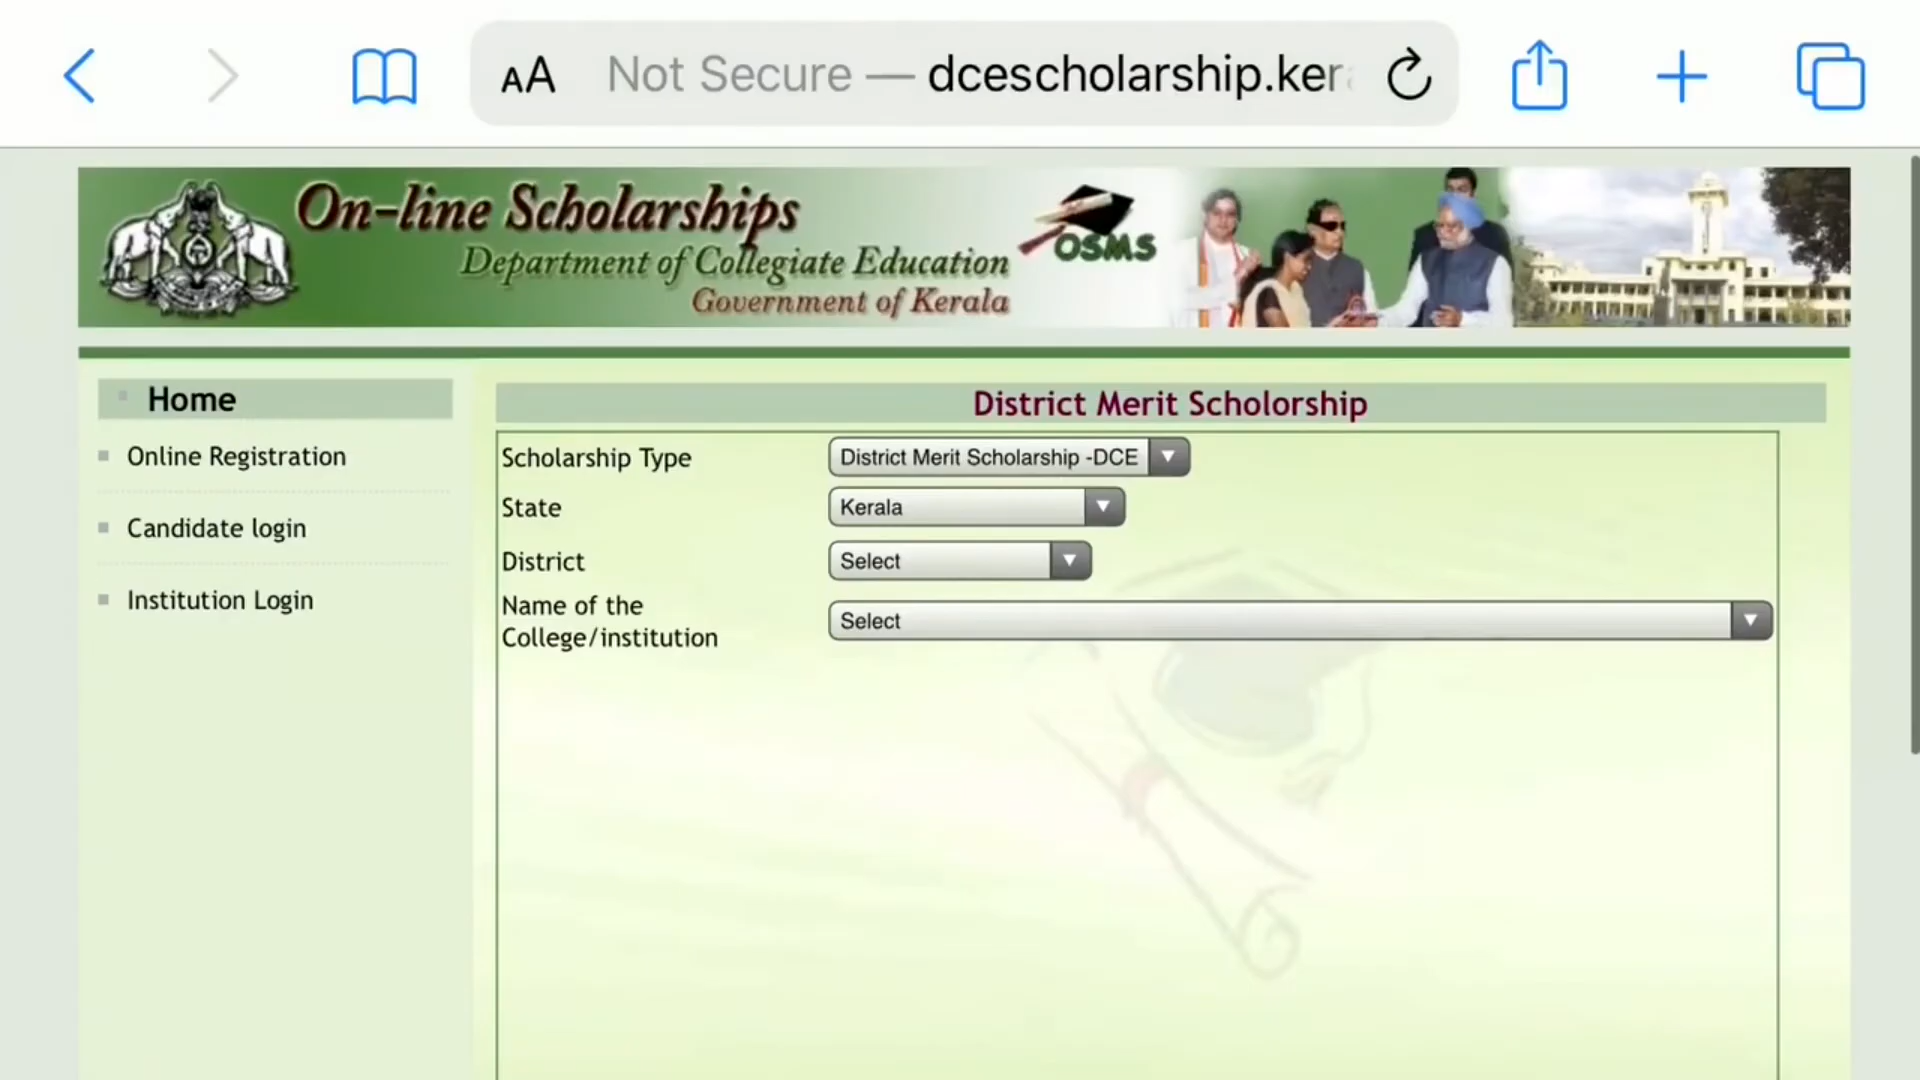 AA Not Secure — dcescholarship.ker
On-line Scholarships
Department of Collegiate Education
Government of Kerala
OSMS
Home
Online Registration
Candidate login
Institution Login
District Merit Scholorship
Scholarship Type District Merit Scholarship -DCE
State Kerala
District Select
Name of the
College/institution Select